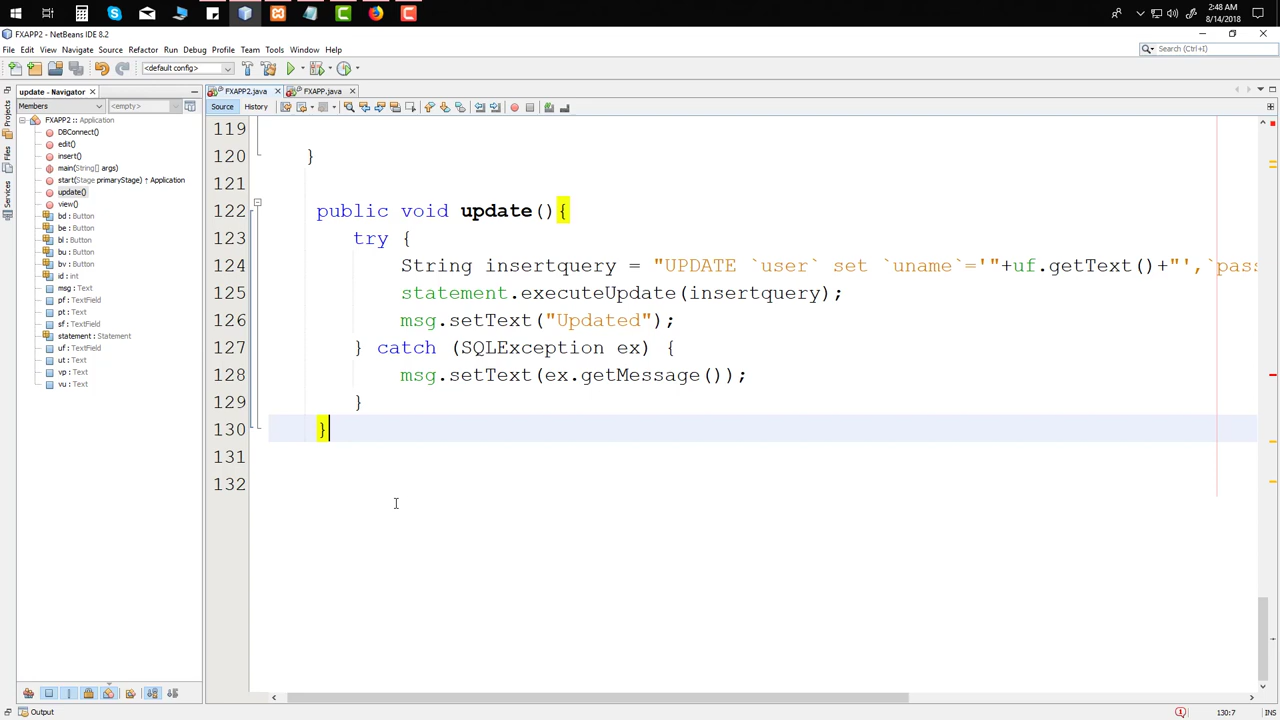 2:48 AM
8/14/2018
FXAPP2 - NetBeans IDE 8.2
File Edit View Navigate Source Refactor Run Debug Profile Team Tools Window Help
Search (Ctrl+I)
<default config>
update - Navigator
FXAPP2.java
FXAPP.java
Members
<empty>
Source
History
Projects
Files
Services
FXAPP2 :: Application
DBConnect()
edit()
insert()
main(String[] args)
start(Stage primaryStage) ↑ Application
update()
view()
bd : Button
be : Button
bl : Button
bu : Button
bv : Button
id : int
msg : Text
pf : TextField
pt : Text
sf : TextField
statement : Statement
uf : TextField
ut : Text
vp : Text
vu : Text
119
120 }
121
122 public void update(){
123 try {
124 String insertquery = "UPDATE `user` set `uname`='"+uf.getText()+"',`pass
125 statement.executeUpdate(insertquery);
126 msg.setText("Updated");
127 } catch (SQLException ex) {
128 msg.setText(ex.getMessage());
129 }
130 }
131
132
Output
130:7
INS